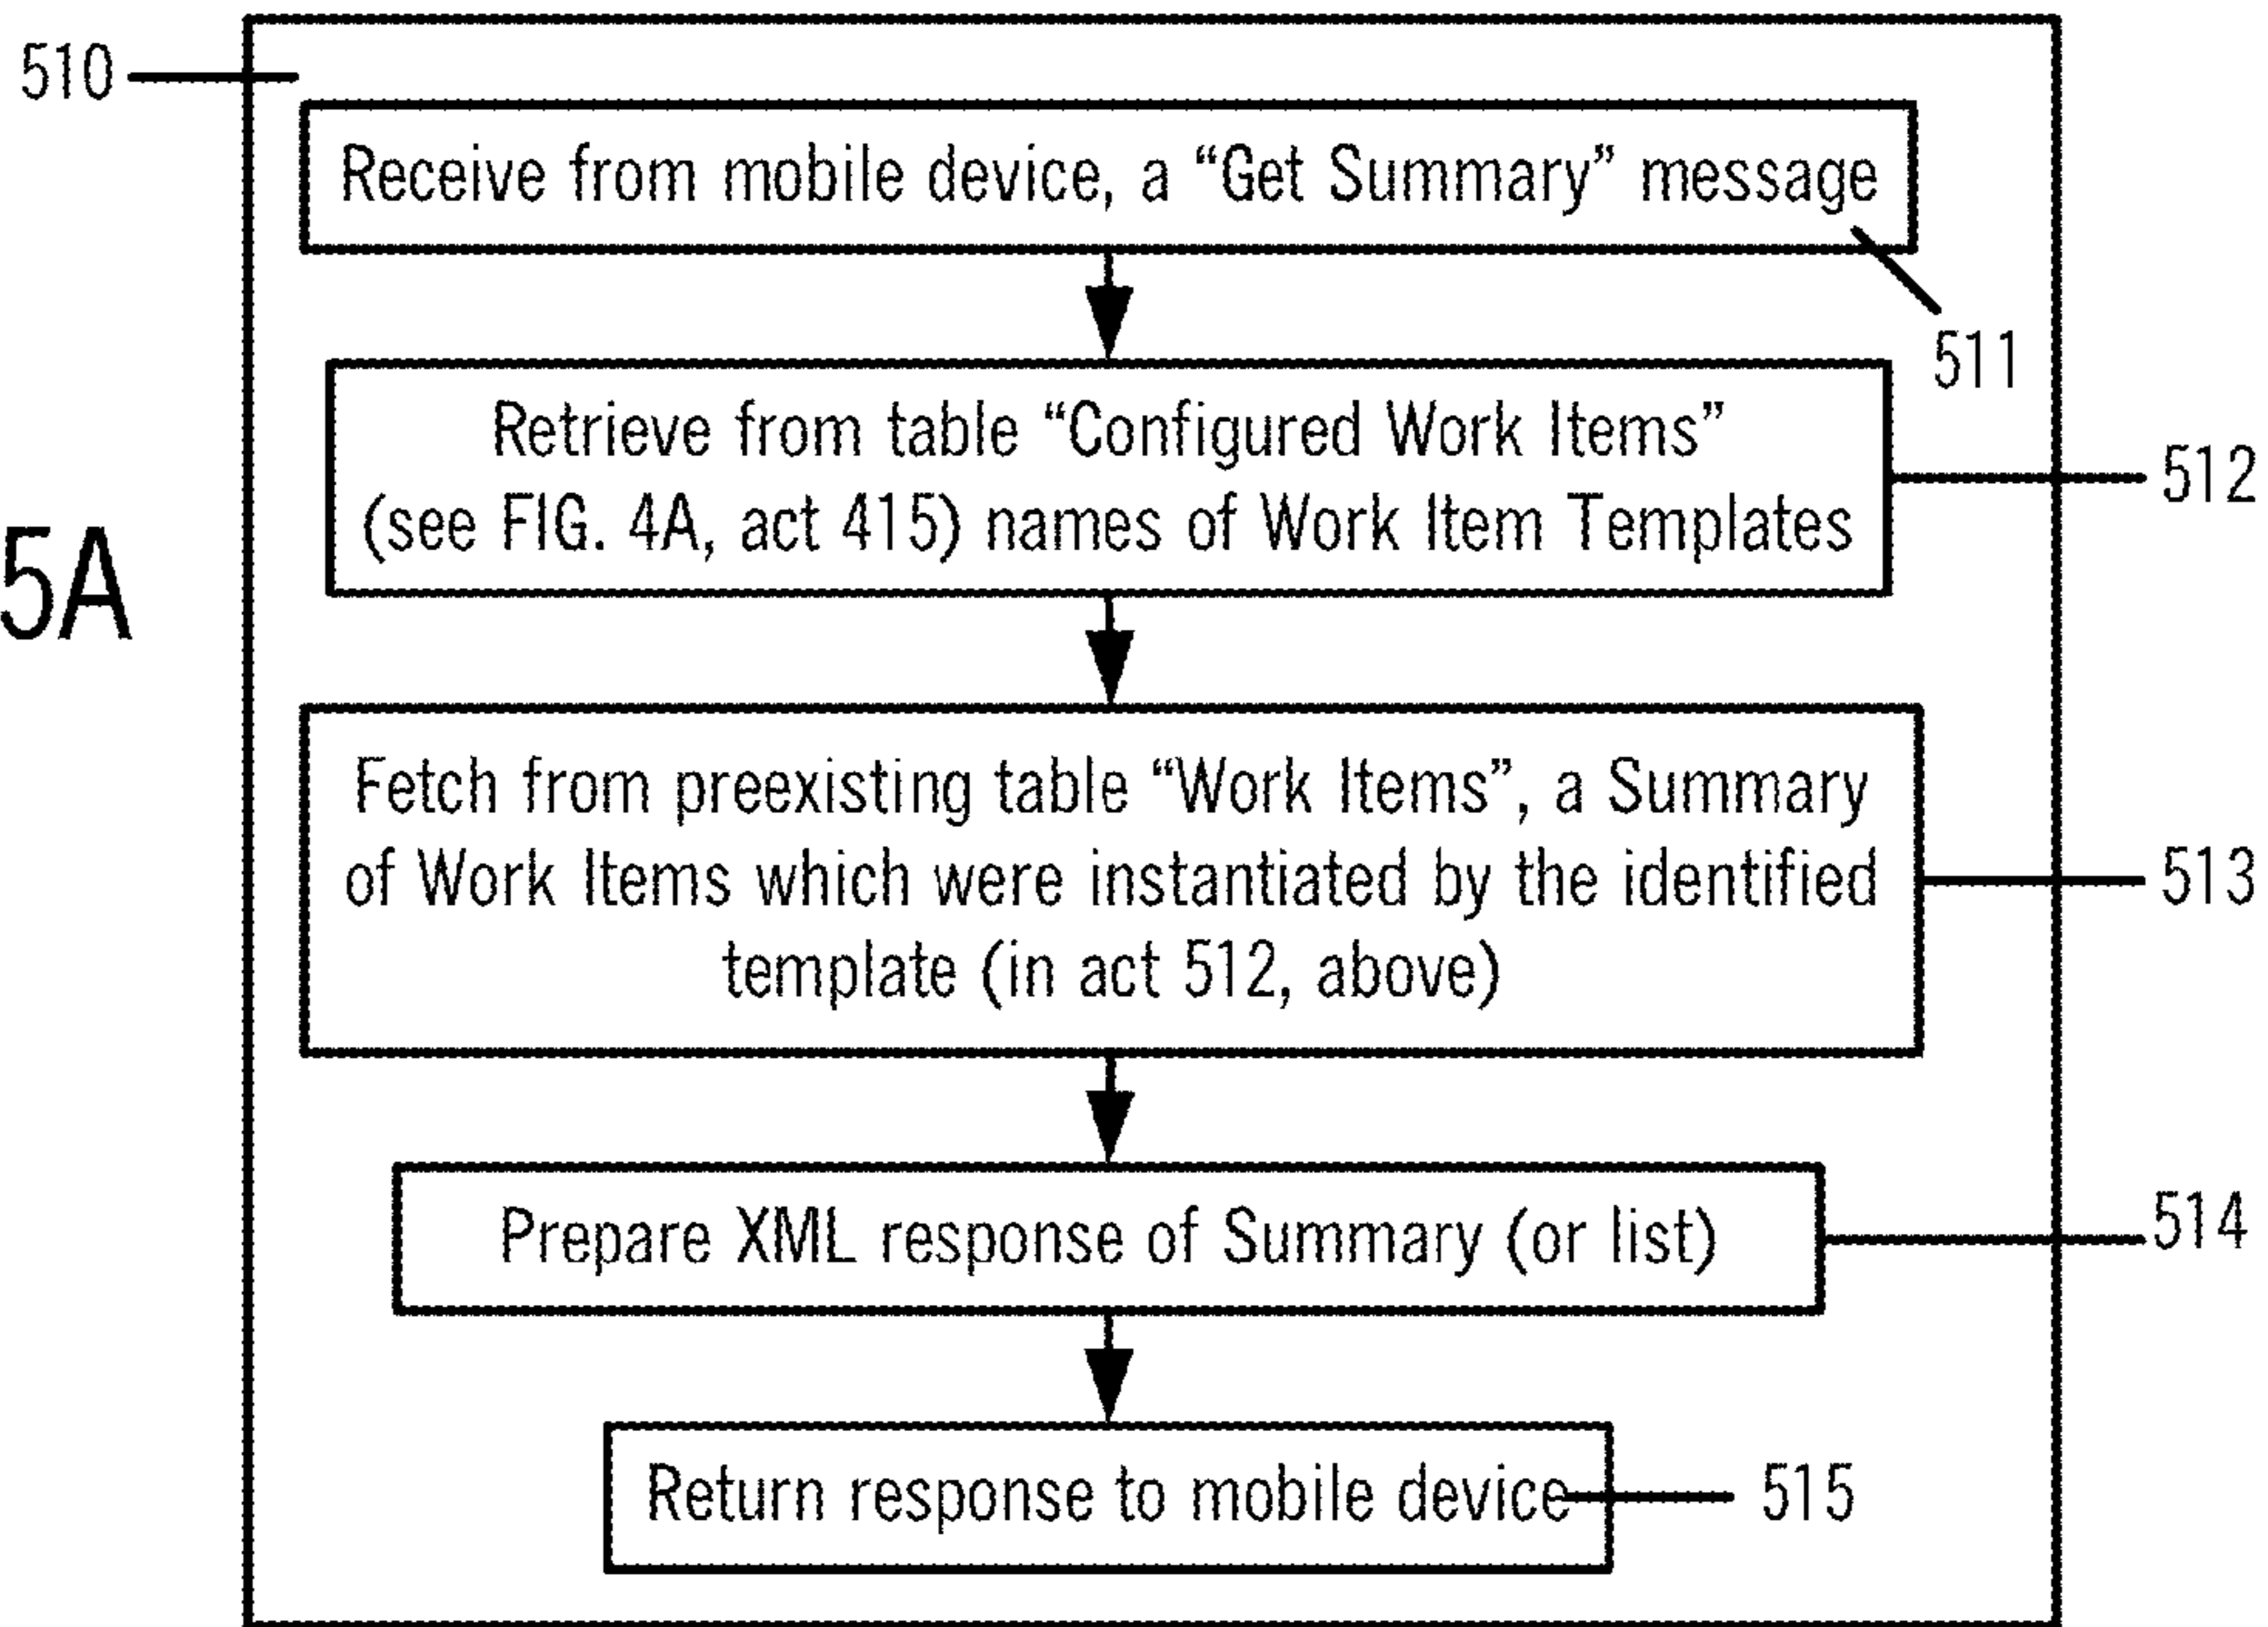 510
Receive from mobile device, a “Get Summary” message
511
Retrieve from table “Configured Work Items”
(see FIG. 4A, act 415) names of Work Item Templates
512
5A
Fetch from preexisting table “Work Items”, a Summary
of Work Items which were instantiated by the identified
template (in act 512, above)
513
Prepare XML response of Summary (or list)
514
Return response to mobile device
515